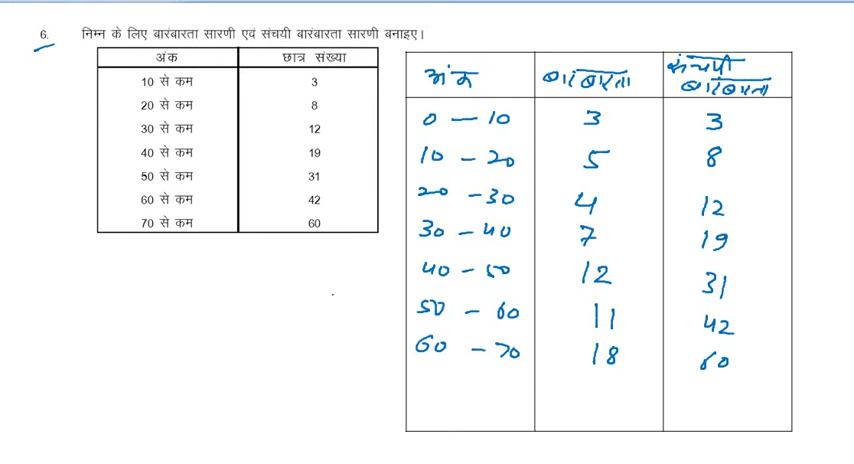 6. निम्न के लिए बारंबारता सारणी एवं संचयी बारंबारता सारणी बनाइए।
अंक छात्र संख्या
10 से कम 3
20 से कम 8
30 से कम 12
40 से कम 19
50 से कम 31
60 से कम 42
70 से कम 60
अंक बारंबारता संचयी बारंबारता
0 – 10 3 3
10 – 20 5 8
20 – 30 4 12
30 – 40 7 19
40 – 50 12 31
50 – 60 11 42
60 – 70 18 60